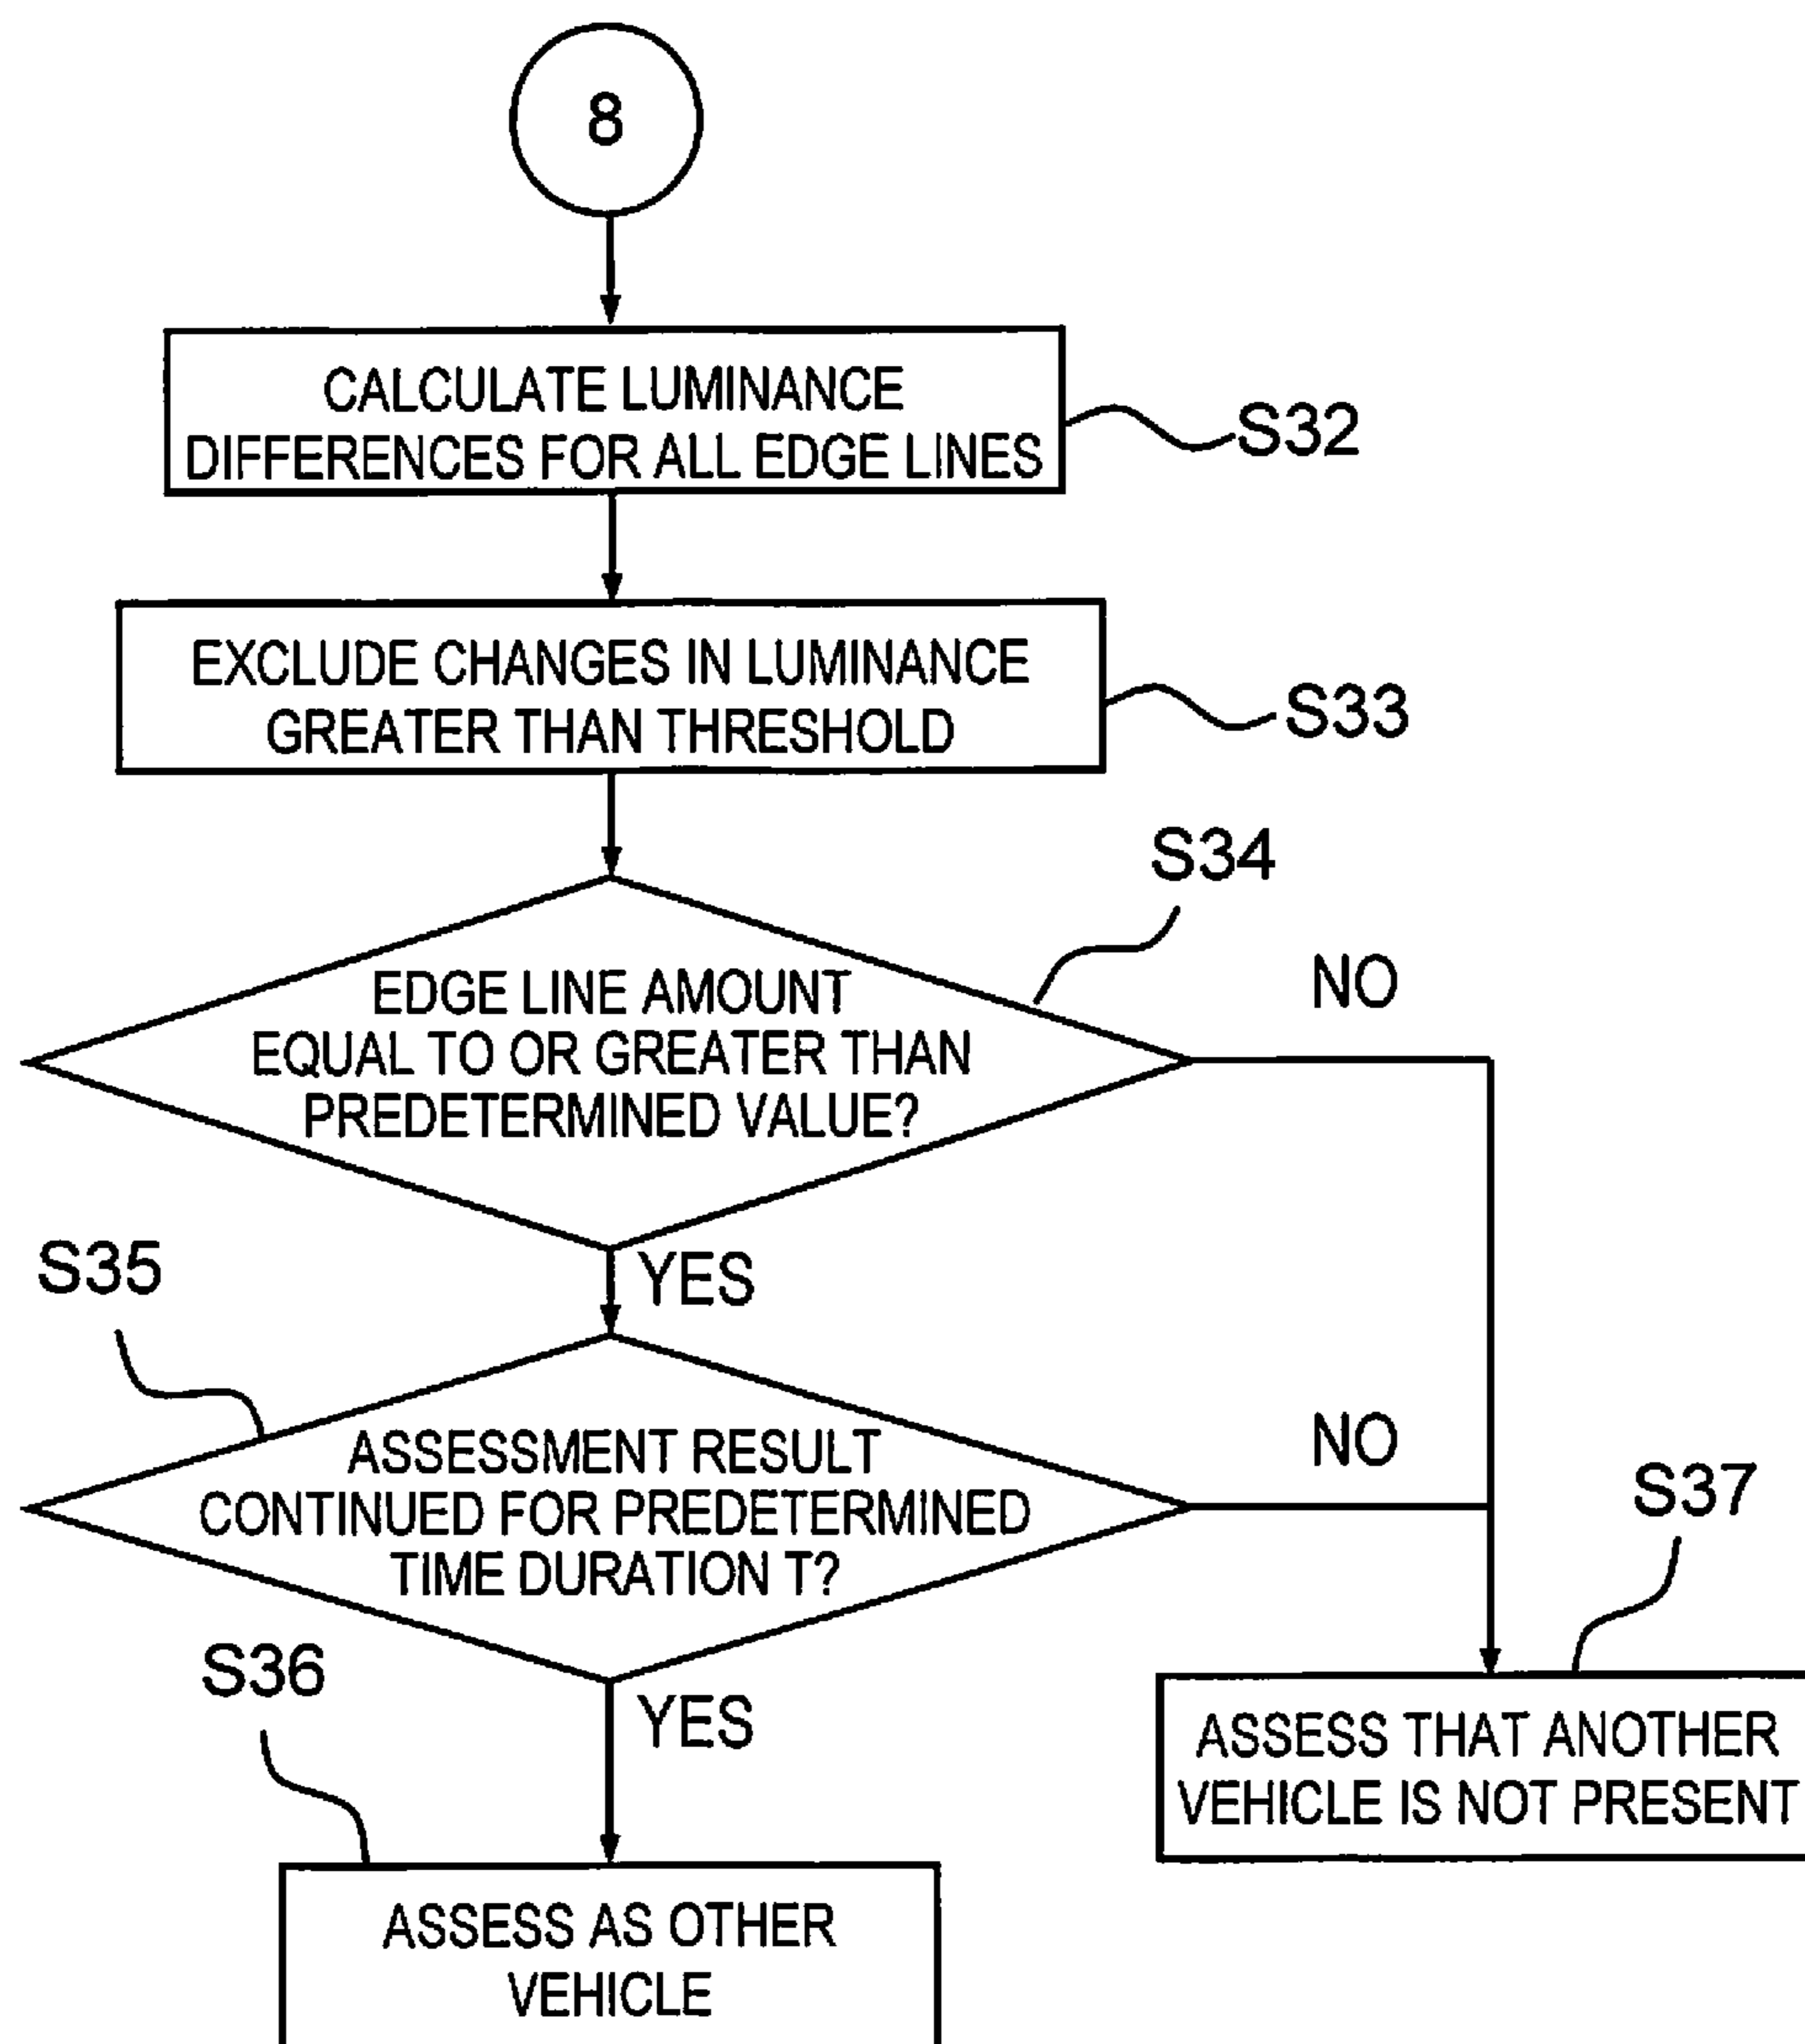 8
CALCULATE LUMINANCE
DIFFERENCES FOR ALL EDGE LINES
S32
EXCLUDE CHANGES IN LUMINANCE
GREATER THAN THRESHOLD
S33
S34
EDGE LINE AMOUNT
EQUAL TO OR GREATER THAN
PREDETERMINED VALUE?
NO
YES
S35
ASSESSMENT RESULT
CONTINUED FOR PREDETERMINED
TIME DURATION T?
NO
S37
S36
YES
ASSESS THAT ANOTHER
VEHICLE IS NOT PRESENT
ASSESS AS OTHER
VEHICLE